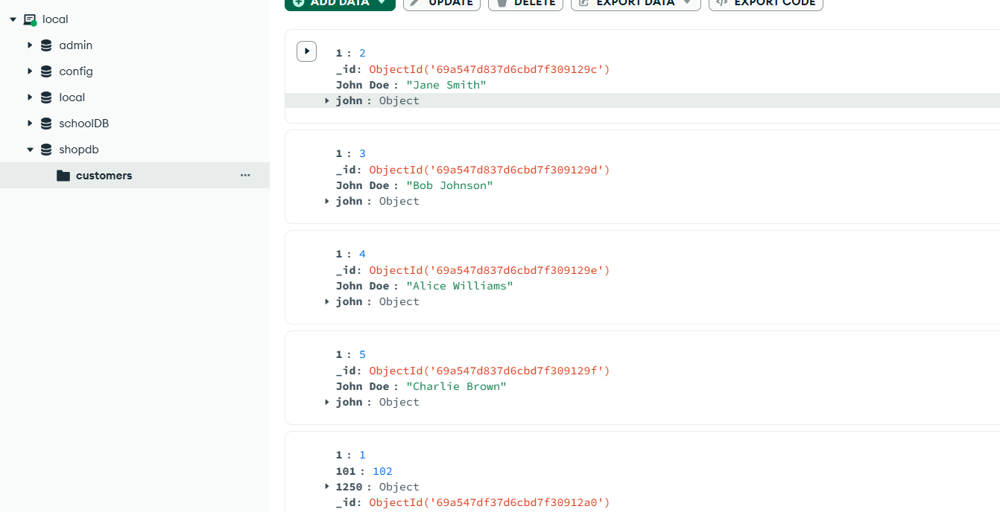 local
admin
config
local
schoolDB
shopdb
customers
ADD DATA
UPDATE
DELETE
EXPORT DATA
EXPORT CODE
1 : 2
_id: ObjectId('69a547d837d6cbd7f309129c')
John Doe : "Jane Smith"
john : Object
1 : 3
_id: ObjectId('69a547d837d6cbd7f309129d')
John Doe : "Bob Johnson"
john : Object
1 : 4
_id: ObjectId('69a547d837d6cbd7f309129e')
John Doe : "Alice Williams"
john : Object
1 : 5
_id: ObjectId('69a547d837d6cbd7f309129f')
John Doe : "Charlie Brown"
john : Object
1 : 1
101 : 102
1250 : Object
_id: ObjectId('69a547df37d6cbd7f30912a0')